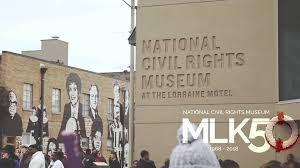 NATIONAL
CIVIL RIGHTS
MUSEUM
AT THE LORRAINE MOTEL
NATIONAL CIVIL RIGHTS MUSEUM
MLK50
1968 - 2018